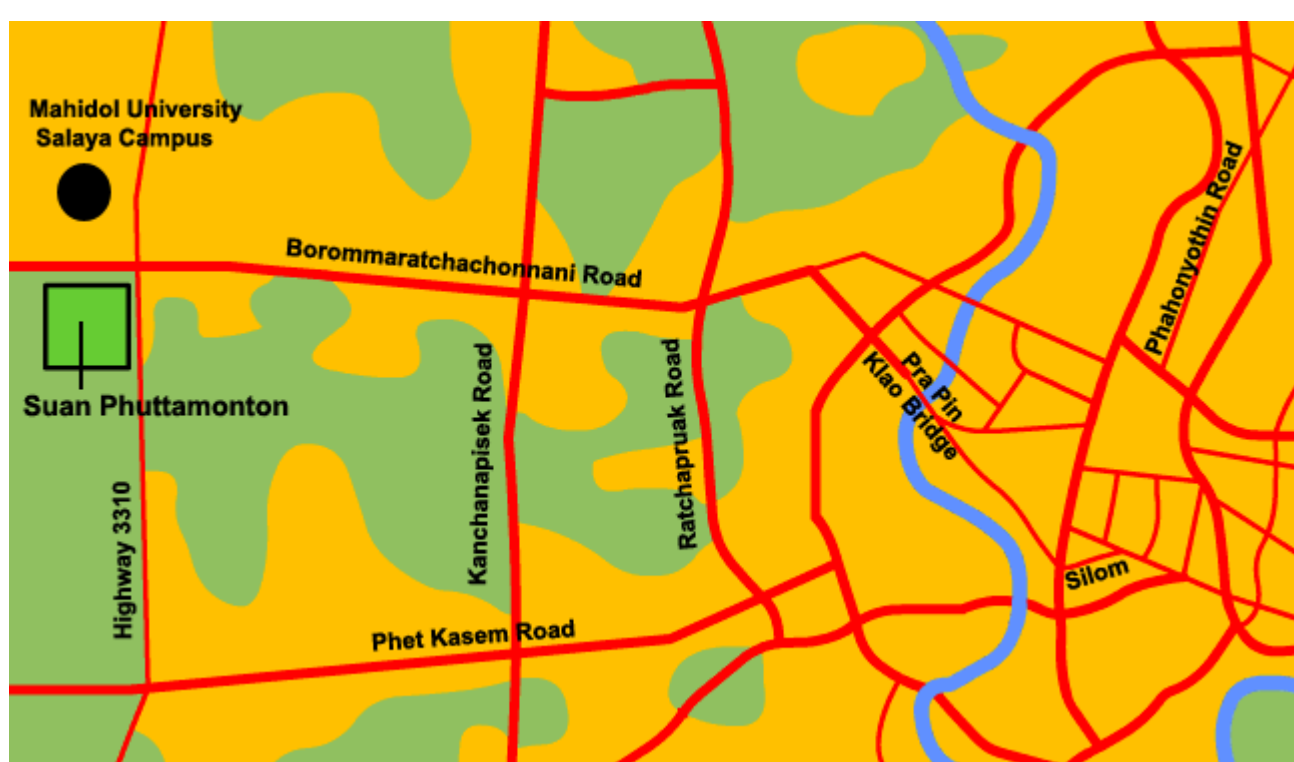 Mahidol University
Salaya Campus
Borommaratchachonnani Road
Phahonyothin Road
Suan Phuttamonton
Kanchanapisek Road
Ratchapruak Road
Pra Pin
Klao Bridge
Highway 3310
Silom
Phet Kasem Road